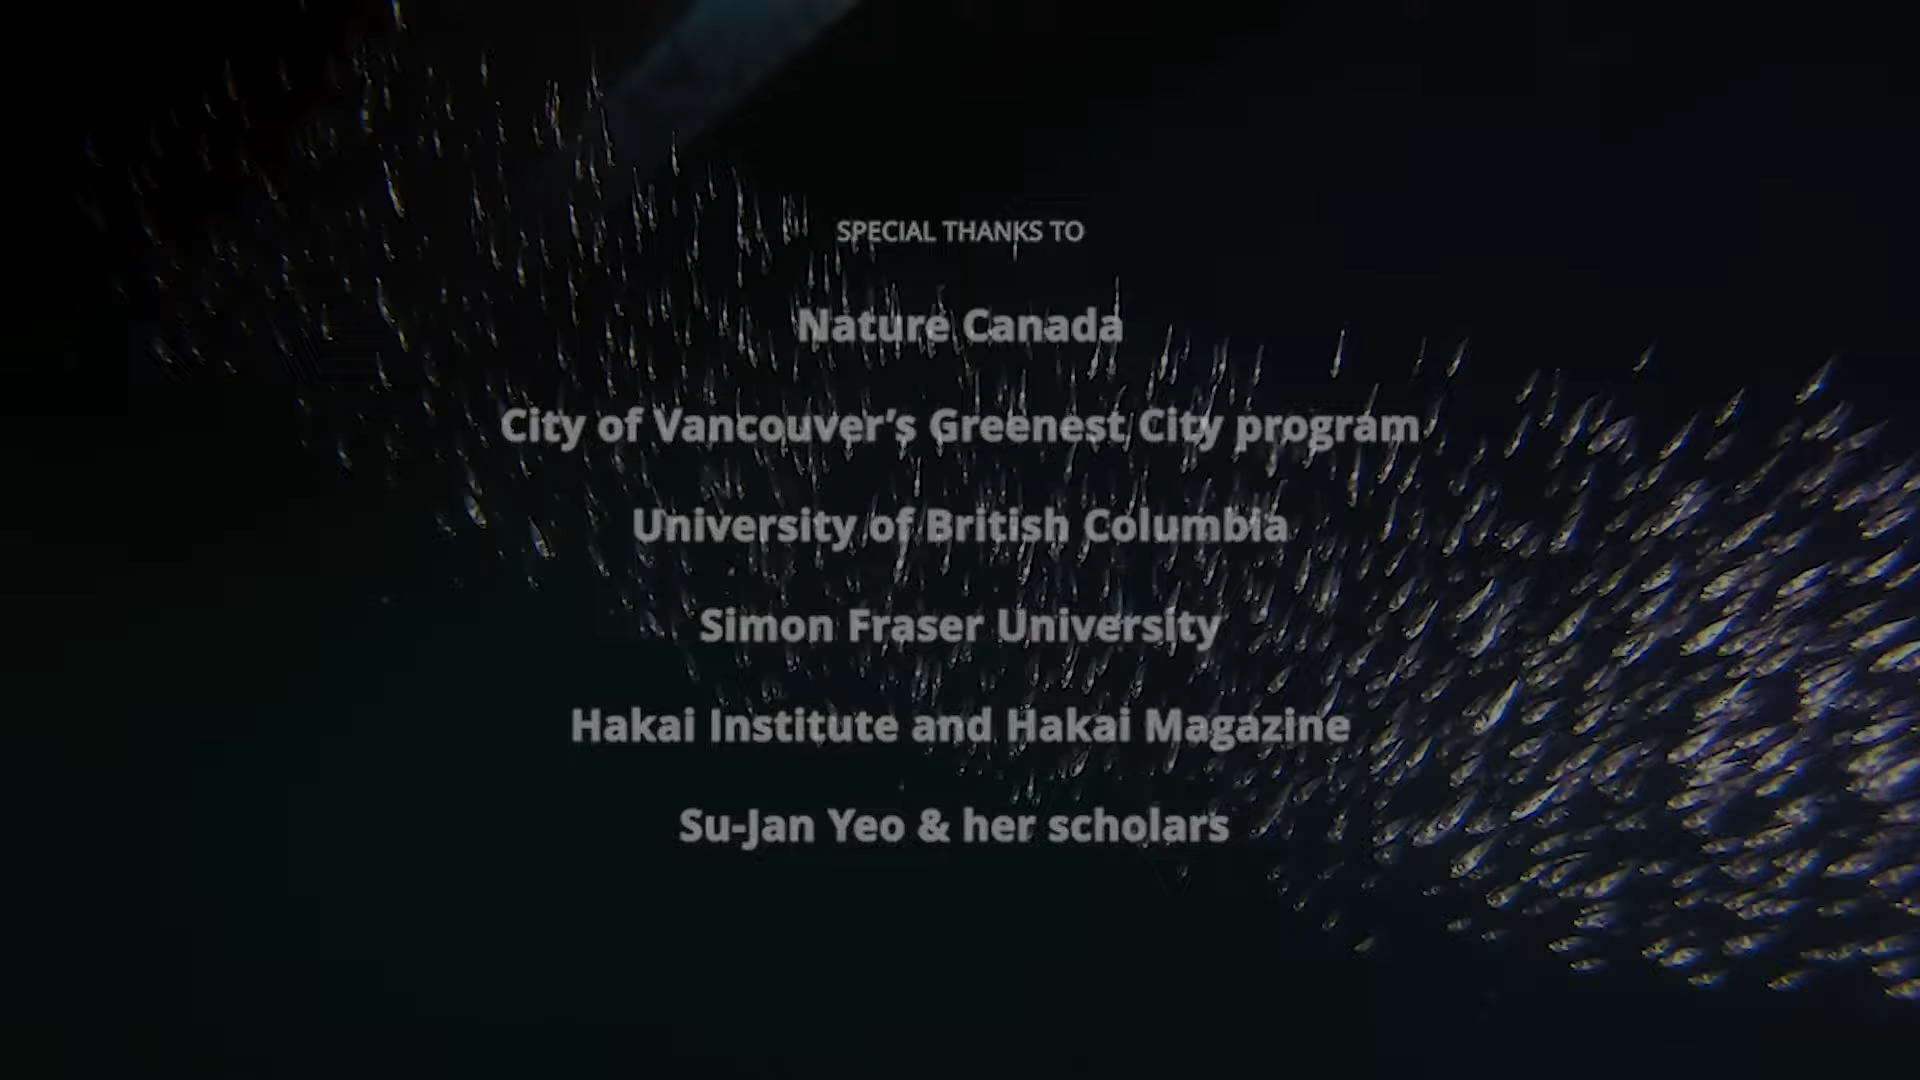 SPECIAL THANKS TO
Nature Canada
City of Vancouver’s Greenest City program
University of British Columbia
Simon Fraser University
Hakai Institute and Hakai Magazine
Su-Jan Yeo & her scholars